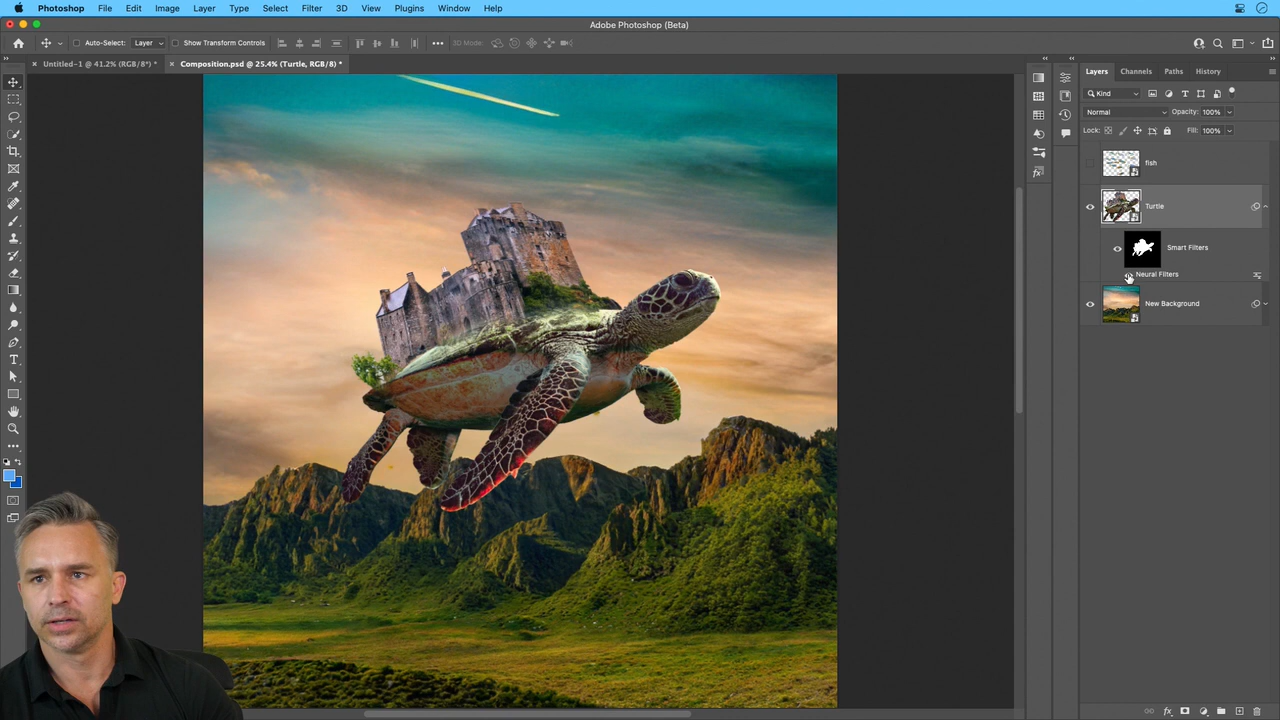 Photoshop File Edit Image Layer Type Select Filter 3D View Plugins Window Help
Adobe Photoshop (Beta)
Auto-Select: Layer Show Transform Controls 3D Mode:
Untitled-1 @ 41.2% (RGB/8*) * Composition.psd @ 25.4% (Turtle, RGB/8) *
Layers Channels Paths History
Kind
Normal Opacity: 100%
Lock: Fill: 100%
fish
Turtle
Smart Filters
Neural Filters
New Background